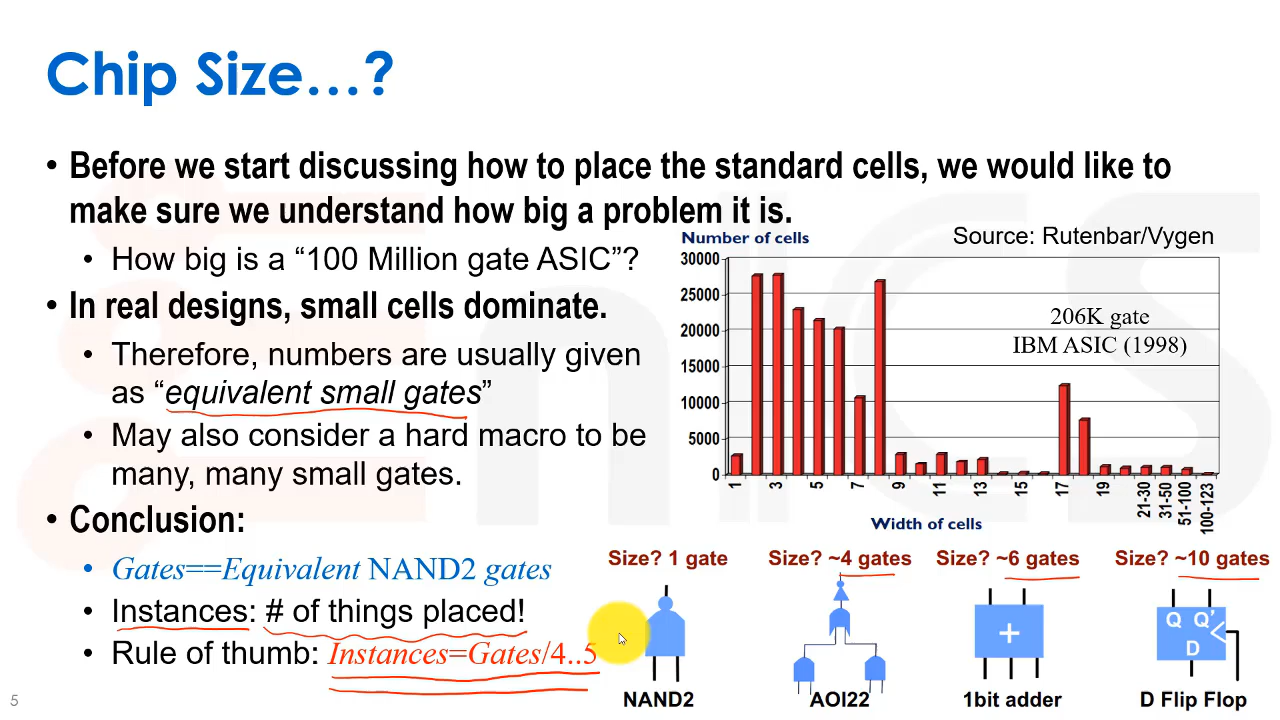 Chip Size…?
• Before we start discussing how to place the standard cells, we would like to
make sure we understand how big a problem it is.
• How big is a “100 Million gate ASIC”?
• In real designs, small cells dominate.
• Therefore, numbers are usually given
as “equivalent small gates”
• May also consider a hard macro to be
many, many small gates.
• Conclusion:
• Gates==Equivalent NAND2 gates
• Instances: # of things placed!
• Rule of thumb: Instances=Gates/4..5
Number of cells
Source: Rutenbar/Vygen
30000
25000
20000
15000
10000
5000
0
206K gate
IBM ASIC (1998)
1 3 5 7 9 11 13 15 17 19 21-30 31-50 51-100 100-123
Width of cells
Size? 1 gate
NAND2
Size? ~4 gates
AOI22
Size? ~6 gates
+
1bit adder
Size? ~10 gates
Q Q'
D
D Flip Flop
5
nICS